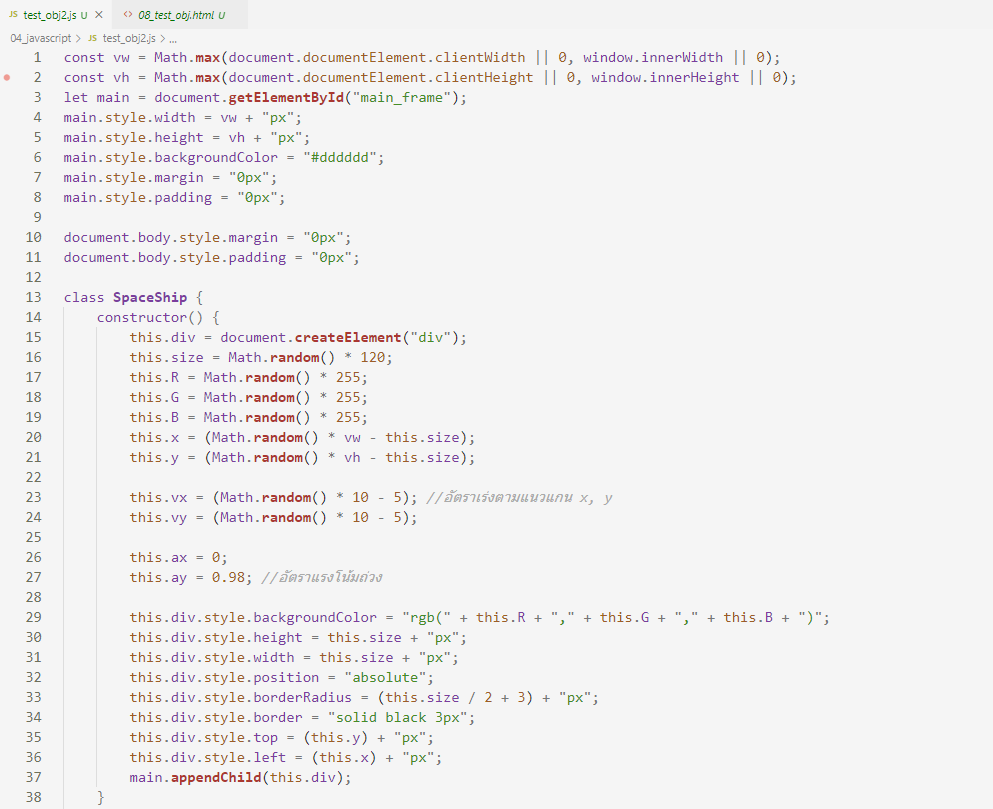 JS test_obj2.js U ×
<> 08_test_obj.html U
04_javascript > JS test_obj2.js > ...
1 const vw = Math.max(document.documentElement.clientWidth || 0, window.innerWidth || 0);
2 const vh = Math.max(document.documentElement.clientHeight || 0, window.innerHeight || 0);
3 let main = document.getElementById("main_frame");
4 main.style.width = vw + "px";
5 main.style.height = vh + "px";
6 main.style.backgroundColor = "#dddddd";
7 main.style.margin = "0px";
8 main.style.padding = "0px";
9
10 document.body.style.margin = "0px";
11 document.body.style.padding = "0px";
12
13 class SpaceShip {
14     constructor() {
15         this.div = document.createElement("div");
16         this.size = Math.random() * 120;
17         this.R = Math.random() * 255;
18         this.G = Math.random() * 255;
19         this.B = Math.random() * 255;
20         this.x = (Math.random() * vw - this.size);
21         this.y = (Math.random() * vh - this.size);
22
23         this.vx = (Math.random() * 10 - 5); //อัตราเร่งตามแนวแกน x, y
24         this.vy = (Math.random() * 10 - 5);
25
26         this.ax = 0;
27         this.ay = 0.98; //อัตราแรงโน้มถ่วง
28
29         this.div.style.backgroundColor = "rgb(" + this.R + "," + this.G + "," + this.B + ")";
30         this.div.style.height = this.size + "px";
31         this.div.style.width = this.size + "px";
32         this.div.style.position = "absolute";
33         this.div.style.borderRadius = (this.size / 2 + 3) + "px";
34         this.div.style.border = "solid black 3px";
35         this.div.style.top = (this.y) + "px";
36         this.div.style.left = (this.x) + "px";
37         main.appendChild(this.div);
38     }